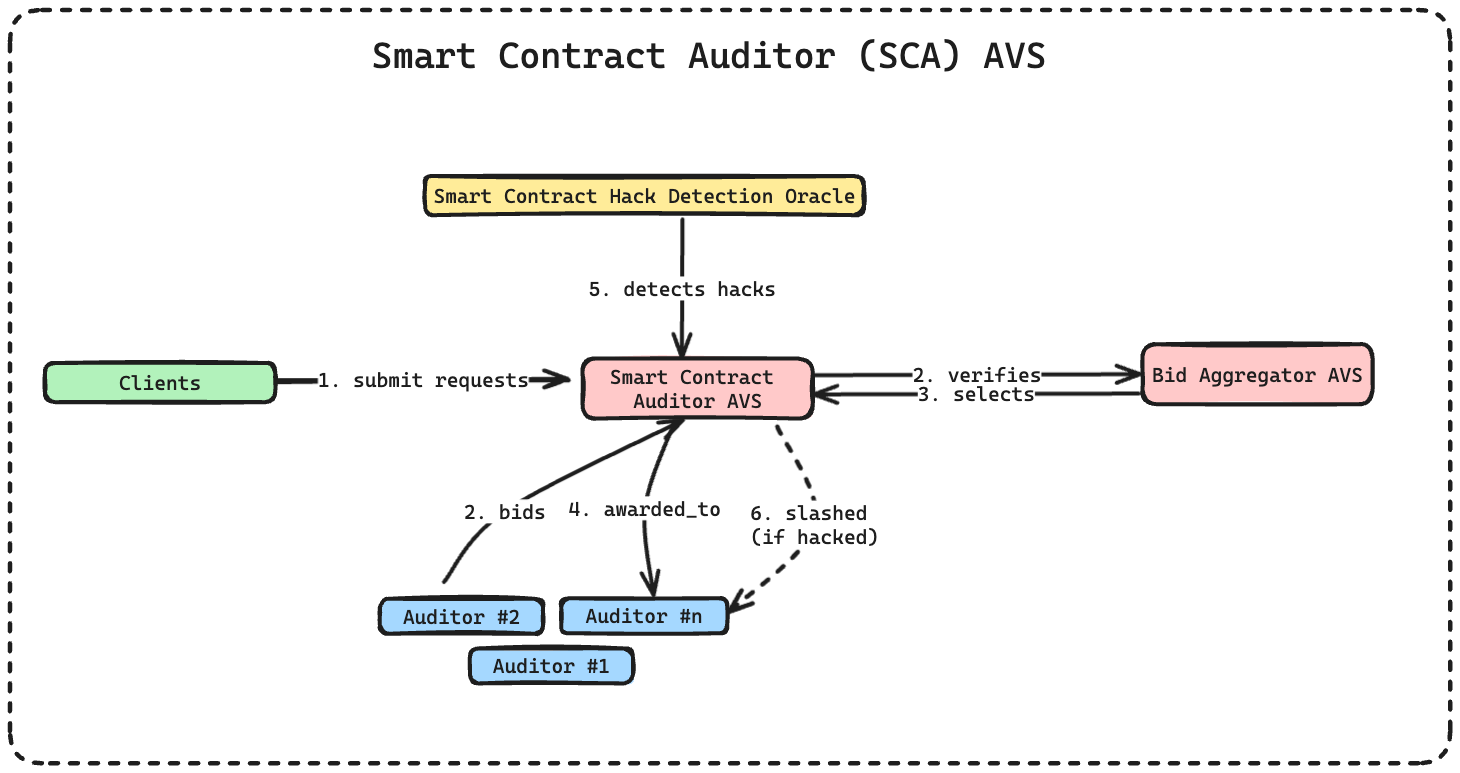 Smart Contract Auditor (SCA) AVS
Smart Contract Hack Detection Oracle
5. detects hacks
Clients
1. submit requests
Smart Contract
Auditor AVS
2. verifies
3. selects
Bid Aggregator AVS
2. bids
4. awarded_to
6. slashed
(if hacked)
Auditor #2
Auditor #n
Auditor #1